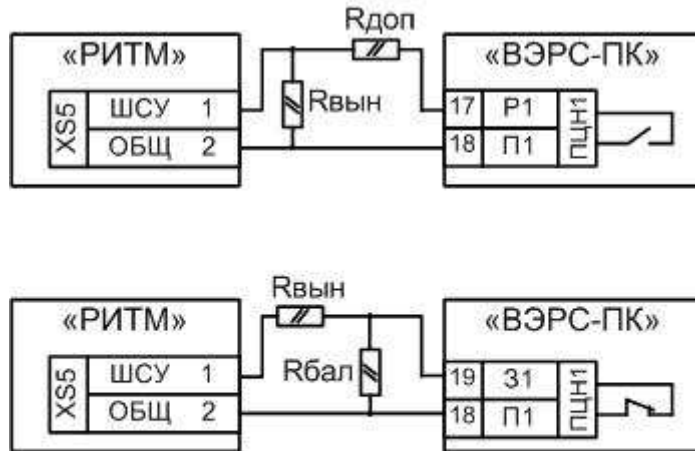 Rдоп
«РИТМ»
«ВЭРС-ПК»
Rвын
XS5
ШСУ 1
ОБЩ 2
17 Р1
18 П1
ПЦН1
Rвын
«РИТМ»
«ВЭРС-ПК»
Rбал
XS5
ШСУ 1
ОБЩ 2
19 З1
18 П1
ПЦН1